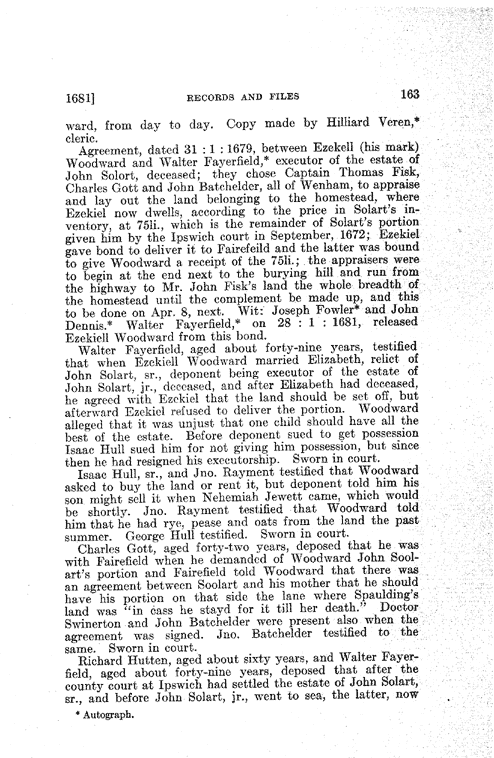 1681] RECORDS AND FILES 163
ward, from day to day. Copy made by Hilliard Veren,*
cleric.
Agreement, dated 31 : 1 : 1679, between Ezekell (his mark)
Woodward and Walter Fayerfield,* executor of the estate of
John Solort, deceased; they chose Captain Thomas Fisk,
Charles Gott and John Batchelder, all of Wenham, to appraise
and lay out the land belonging to the homestead, where
Ezekiel now dwells, according to the price in Solart's in-
ventory, at 75li., which is the remainder of Solart's portion
given him by the Ipswich court in September, 1672; Ezekiel
gave bond to deliver it to Fairefeild and the latter was bound
to give Woodward a receipt of the 75li.; the appraisers were
to begin at the end next to the burying hill and run from
the highway to Mr. John Fisk's land the whole breadth of
the homestead until the complement be made up, and this
to be done on Apr. 8, next. Wit: Joseph Fowler* and John
Dennis.* Walter Fayerfield,* on 28 : 1 : 1681, released
Ezekiell Woodward from this bond.
Walter Fayerfield, aged about forty-nine years, testified
that when Ezekiell Woodward married Elizabeth, relict of
John Solart, sr., deponent being executor of the estate of
John Solart, jr., deceased, and after Elizabeth had deceased,
he agreed with Ezekiel that the land should be set off, but
afterward Ezekiel refused to deliver the portion. Woodward
alleged that it was unjust that one child should have all the
best of the estate. Before deponent sued to get possession
Isaac Hull sued him for not giving him possession, but since
then he had resigned his executorship. Sworn in court.
Isaac Hull, sr., and Jno. Rayment testified that Woodward
asked to buy the land or rent it, but deponent told him his
son might sell it when Nehemiah Jewett came, which would
be shortly. Jno. Rayment testified that Woodward told
him that he had rye, pease and oats from the land the past
summer. George Hull testified. Sworn in court.
Charles Gott, aged forty-two years, deposed that he was
with Fairefield when he demanded of Woodward John Sool-
art's portion and Fairefield told Woodward that there was
an agreement between Soolart and his mother that he should
have his portion on that side the lane where Spaulding's
land was "in cass he stayd for it till her death." Doctor
Swinerton and John Batchelder were present also when the
agreement was signed. Jno. Batchelder testified to the
same. Sworn in court.
Richard Hutten, aged about sixty years, and Walter Fayer-
field, aged about forty-nine years, deposed that after the
county court at Ipswich had settled the estate of John Solart,
sr., and before John Solart, jr., went to sea, the latter, now
* Autograph.